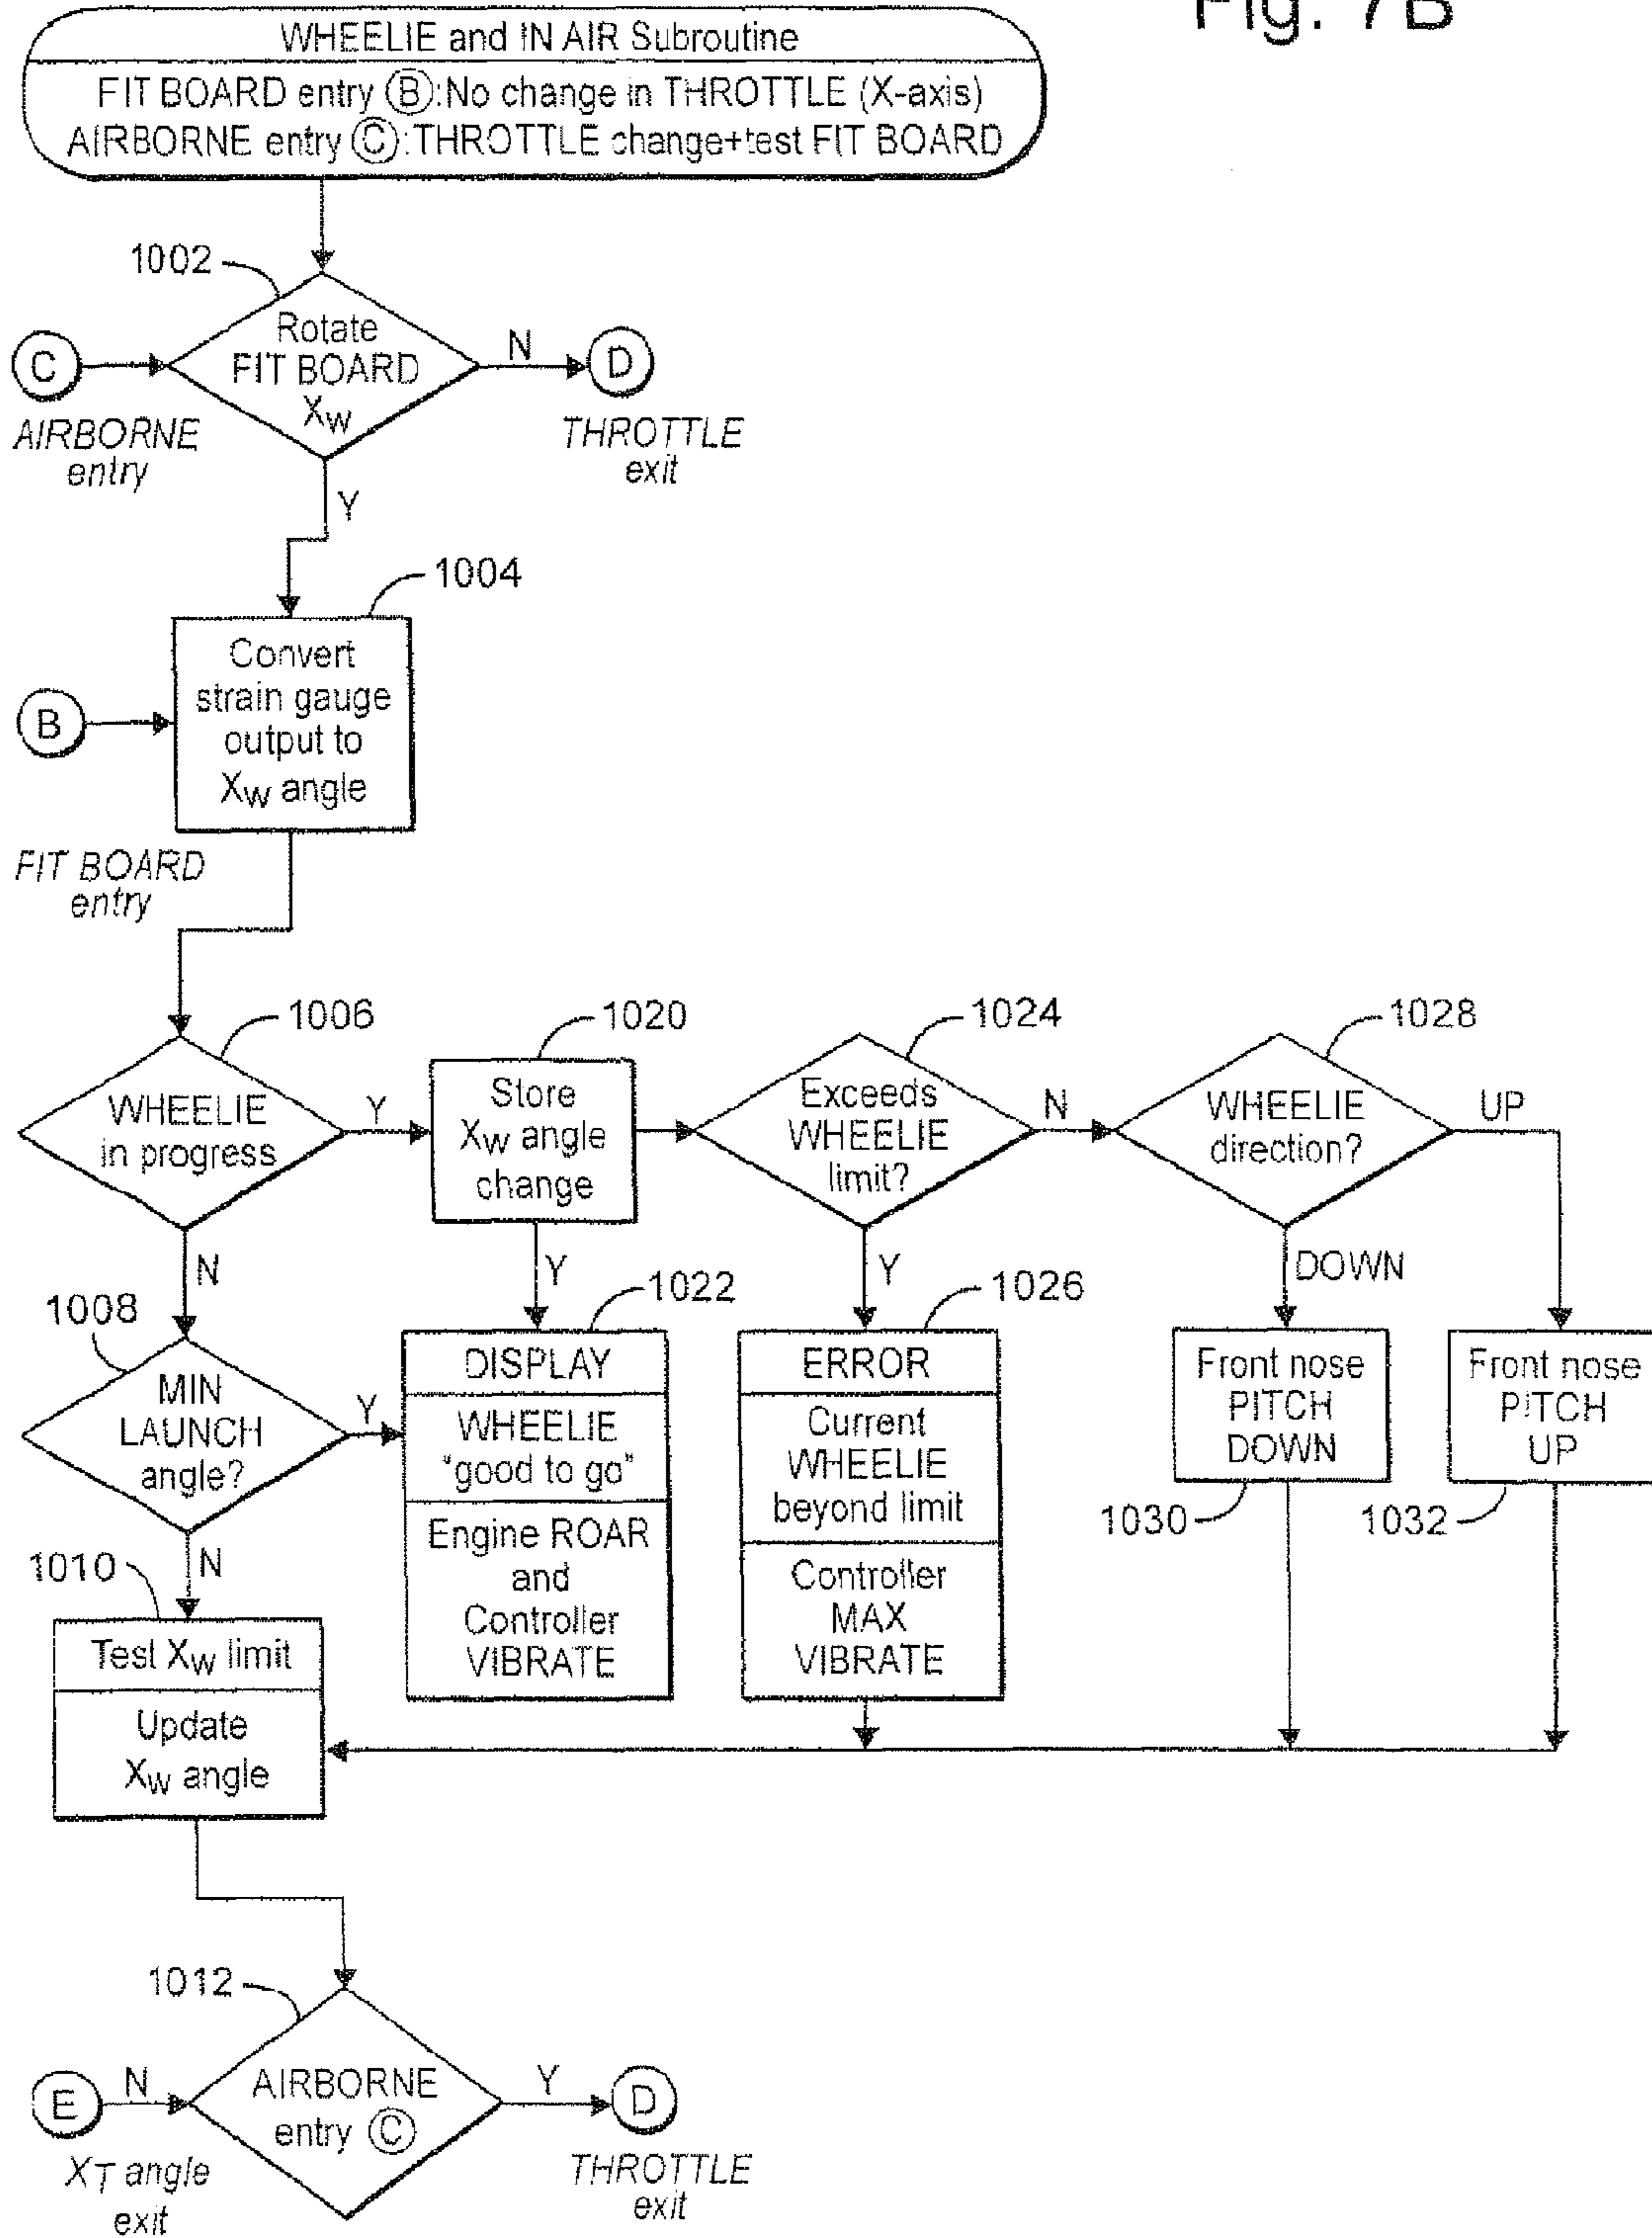 Fig. 7B
WHEELIE and IN AIR Subroutine
FIT BOARD entry Ⓑ:No change in THROTTLE (X-axis)
AIRBORNE entry Ⓒ:THROTTLE change+test FIT BOARD
1002
Rotate
FIT BOARD
XW
C
AIRBORNE
entry
N
D
THROTTLE
exit
Y
1004
Convert
strain gauge
output to
XW angle
B
FIT BOARD
entry
1006
WHEELIE
in progress
Y
1020
Store
XW angle
change
1024
Exceeds
WHEELIE
limit?
N
1028
WHEELIE
direction?
UP
N
Y
Y
DOWN
1008
MIN
LAUNCH
angle?
Y
1022
DISPLAY
WHEELIE
"good to go"
Engine ROAR
and
Controller
VIBRATE
1026
ERROR
Current
WHEELIE
beyond limit
Controller
MAX
VIBRATE
Front nose
PITCH
DOWN
1030
Front nose
PITCH
UP
1032
N
1010
Test XW limit
Update
XW angle
1012
AIRBORNE
entry Ⓒ
E
N
XT angle
exit
Y
D
THROTTLE
exit